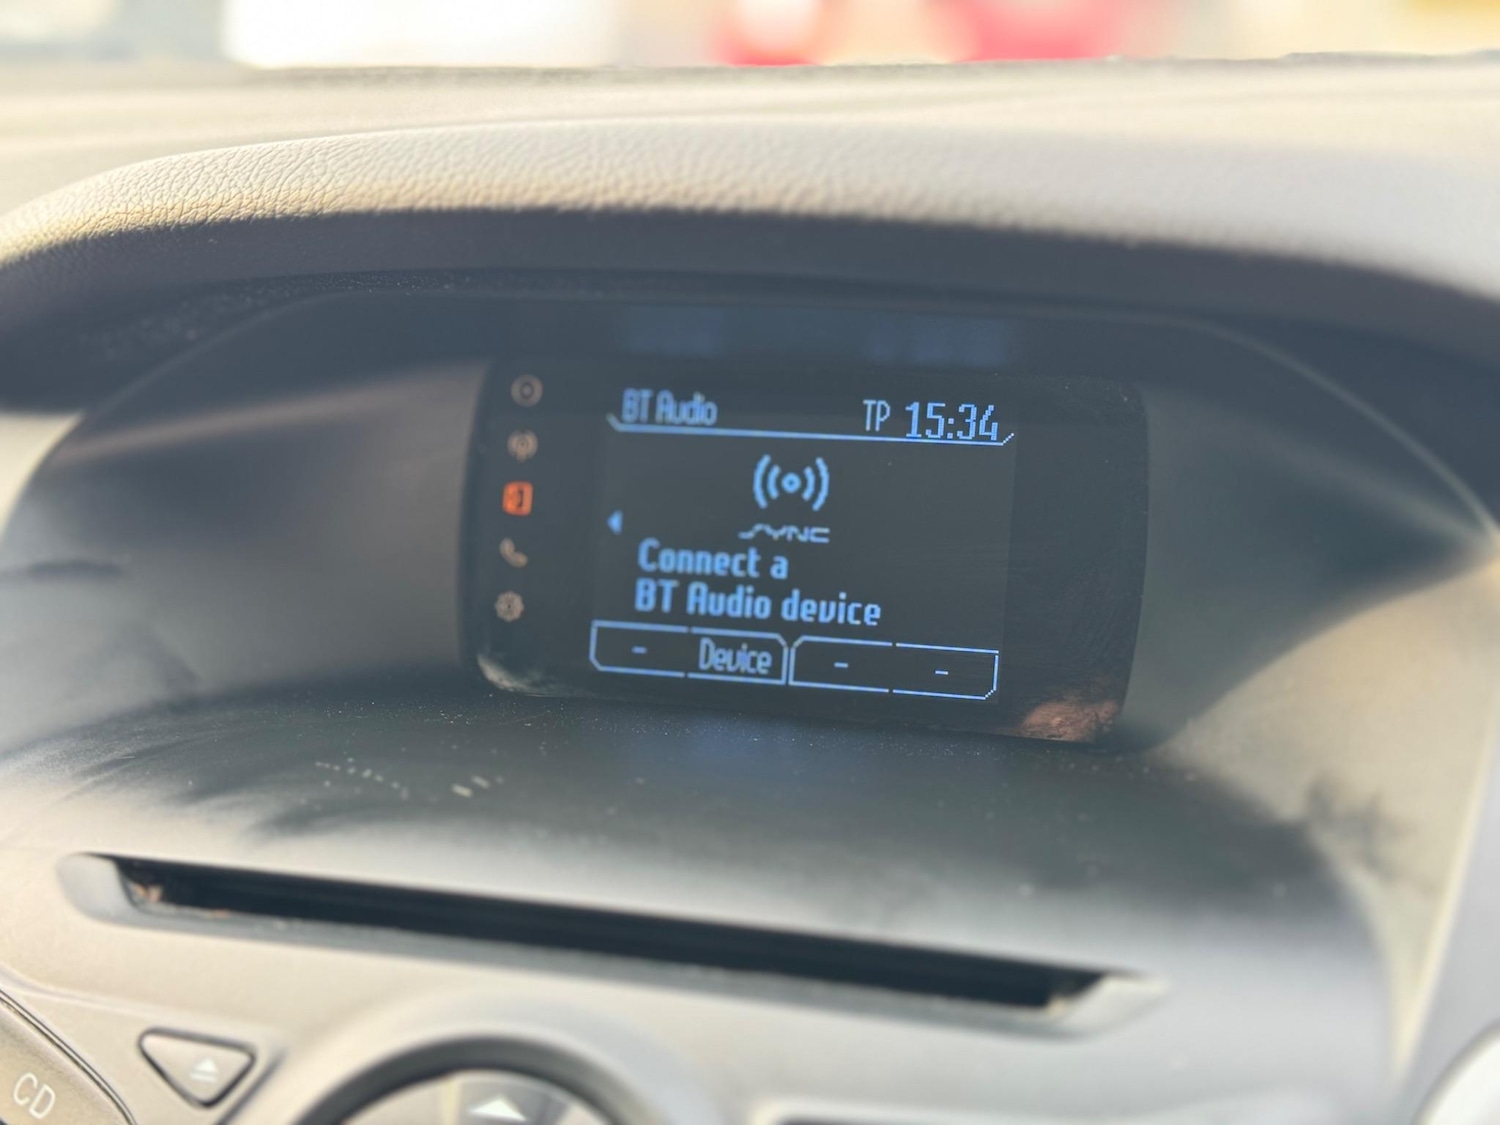 BT Audio TP 15:34
SYNC
Connect a
BT Audio device
- Device - -
CD